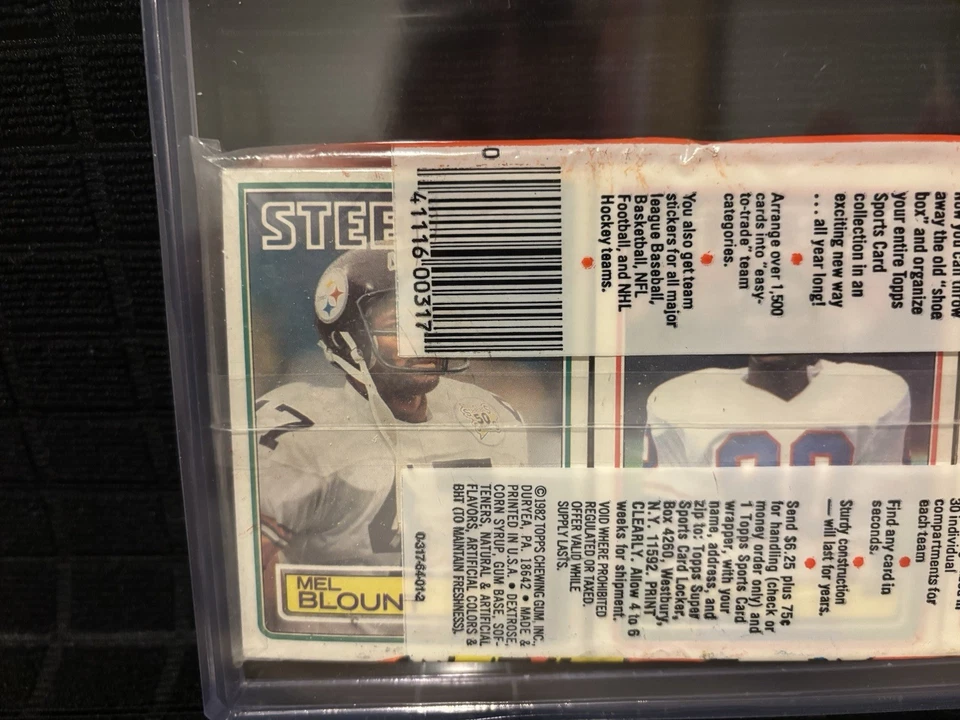 STEE
MEL
BLOUN
0
41116 00317
You also get team
stickers for all major
league Baseball,
Basketball, NFL
Football, and NHL
Hockey teams.
Arrange over 1,500
cards into "easy-
to-trade" team
categories.
now you can throw
away the old "shoe
box" and organize
your entire Topps
Sports Card
collection in an
exciting new way
... all year long!
30 individual
compartments for
each team
Find any card in
seconds.
Sturdy construction
— will last for years.
Send $6.25 plus 75¢
for handling (check or
money order only) and
1 Topps Sports Card
wrapper, with your
name, address, and
zip to: Topps Super
Sports Card Locker,
Box 4260, Westbury,
N.Y. 11592. PRINT
CLEARLY. Allow 4 to 6
weeks for shipment.
VOID WHERE PROHIBITED
REGULATED OR TAXED.
OFFER VALID WHILE
SUPPLY LASTS.
©1982 TOPPS CHEWING GUM, INC.,
DURYEA, PA. 18642 • MADE &
PRINTED IN U.S.A. • DEXTROSE,
CORN SYRUP, GUM BASE, SOF-
TENERS, NATURAL & ARTIFICIAL
FLAVORS, ARTIFICIAL COLORS &
BHT (TO MAINTAIN FRESHNESS).
0-317-64-01-2